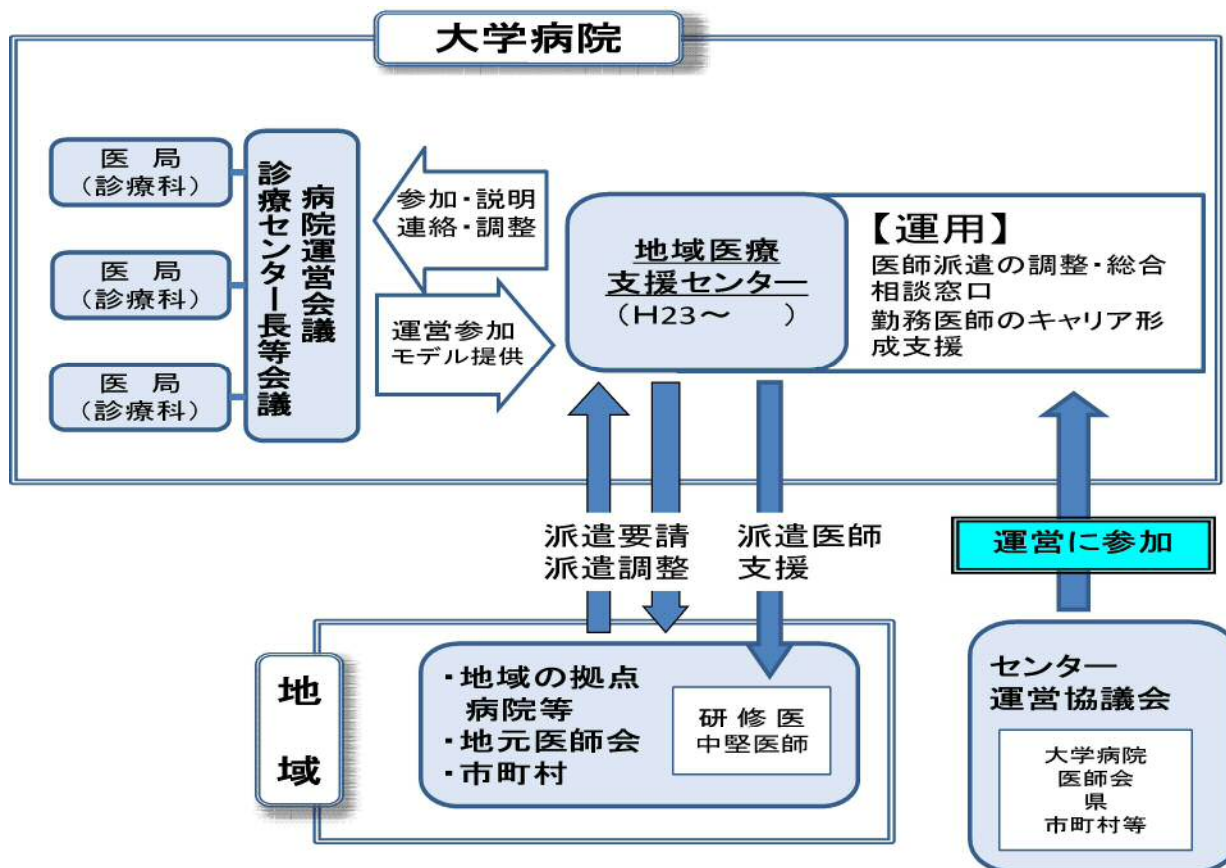 大学病院
医 局
（診療科）
医 局
（診療科）
医 局
（診療科）
病院運営会議
診療センター長等会議
参加・説明
連絡・調整
運営参加
モデル提供
地域医療
支援センター
（H23～　　）
【運用】
医師派遣の調整・総合
相談窓口
勤務医師のキャリア形
成支援
派遣要請
派遣調整
派遣医師
支援
運営に参加
地
域
・地域の拠点
病院等
・地元医師会
・市町村
研 修 医
中堅医師
センター
運営協議会
大学病院
医師会
県
市町村等